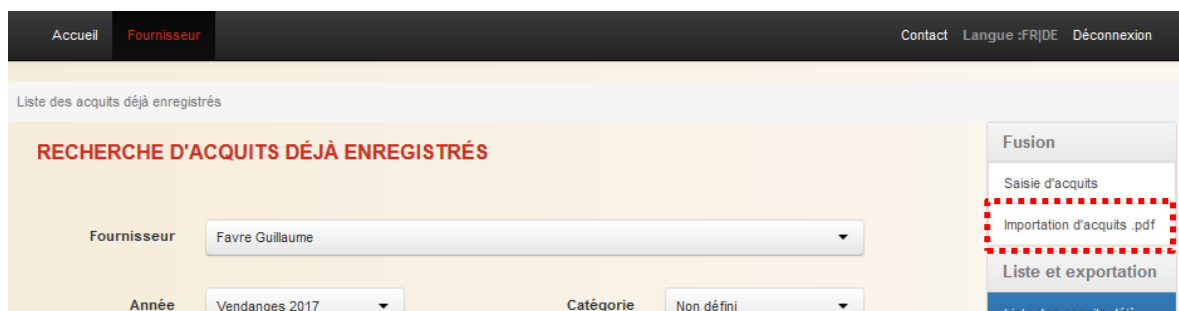 Accueil Fournisseur Contact Langue :FR|DE Déconnexion
Liste des acquits déjà enregistrés
RECHERCHE D'ACQUITS DÉJÀ ENREGISTRÉS
Fournisseur Favre Guillaume
Année Vendanges 2017 Catégorie Non défini
Fusion
Saisie d'acquits
Importation d'acquits .pdf
Liste et exportation